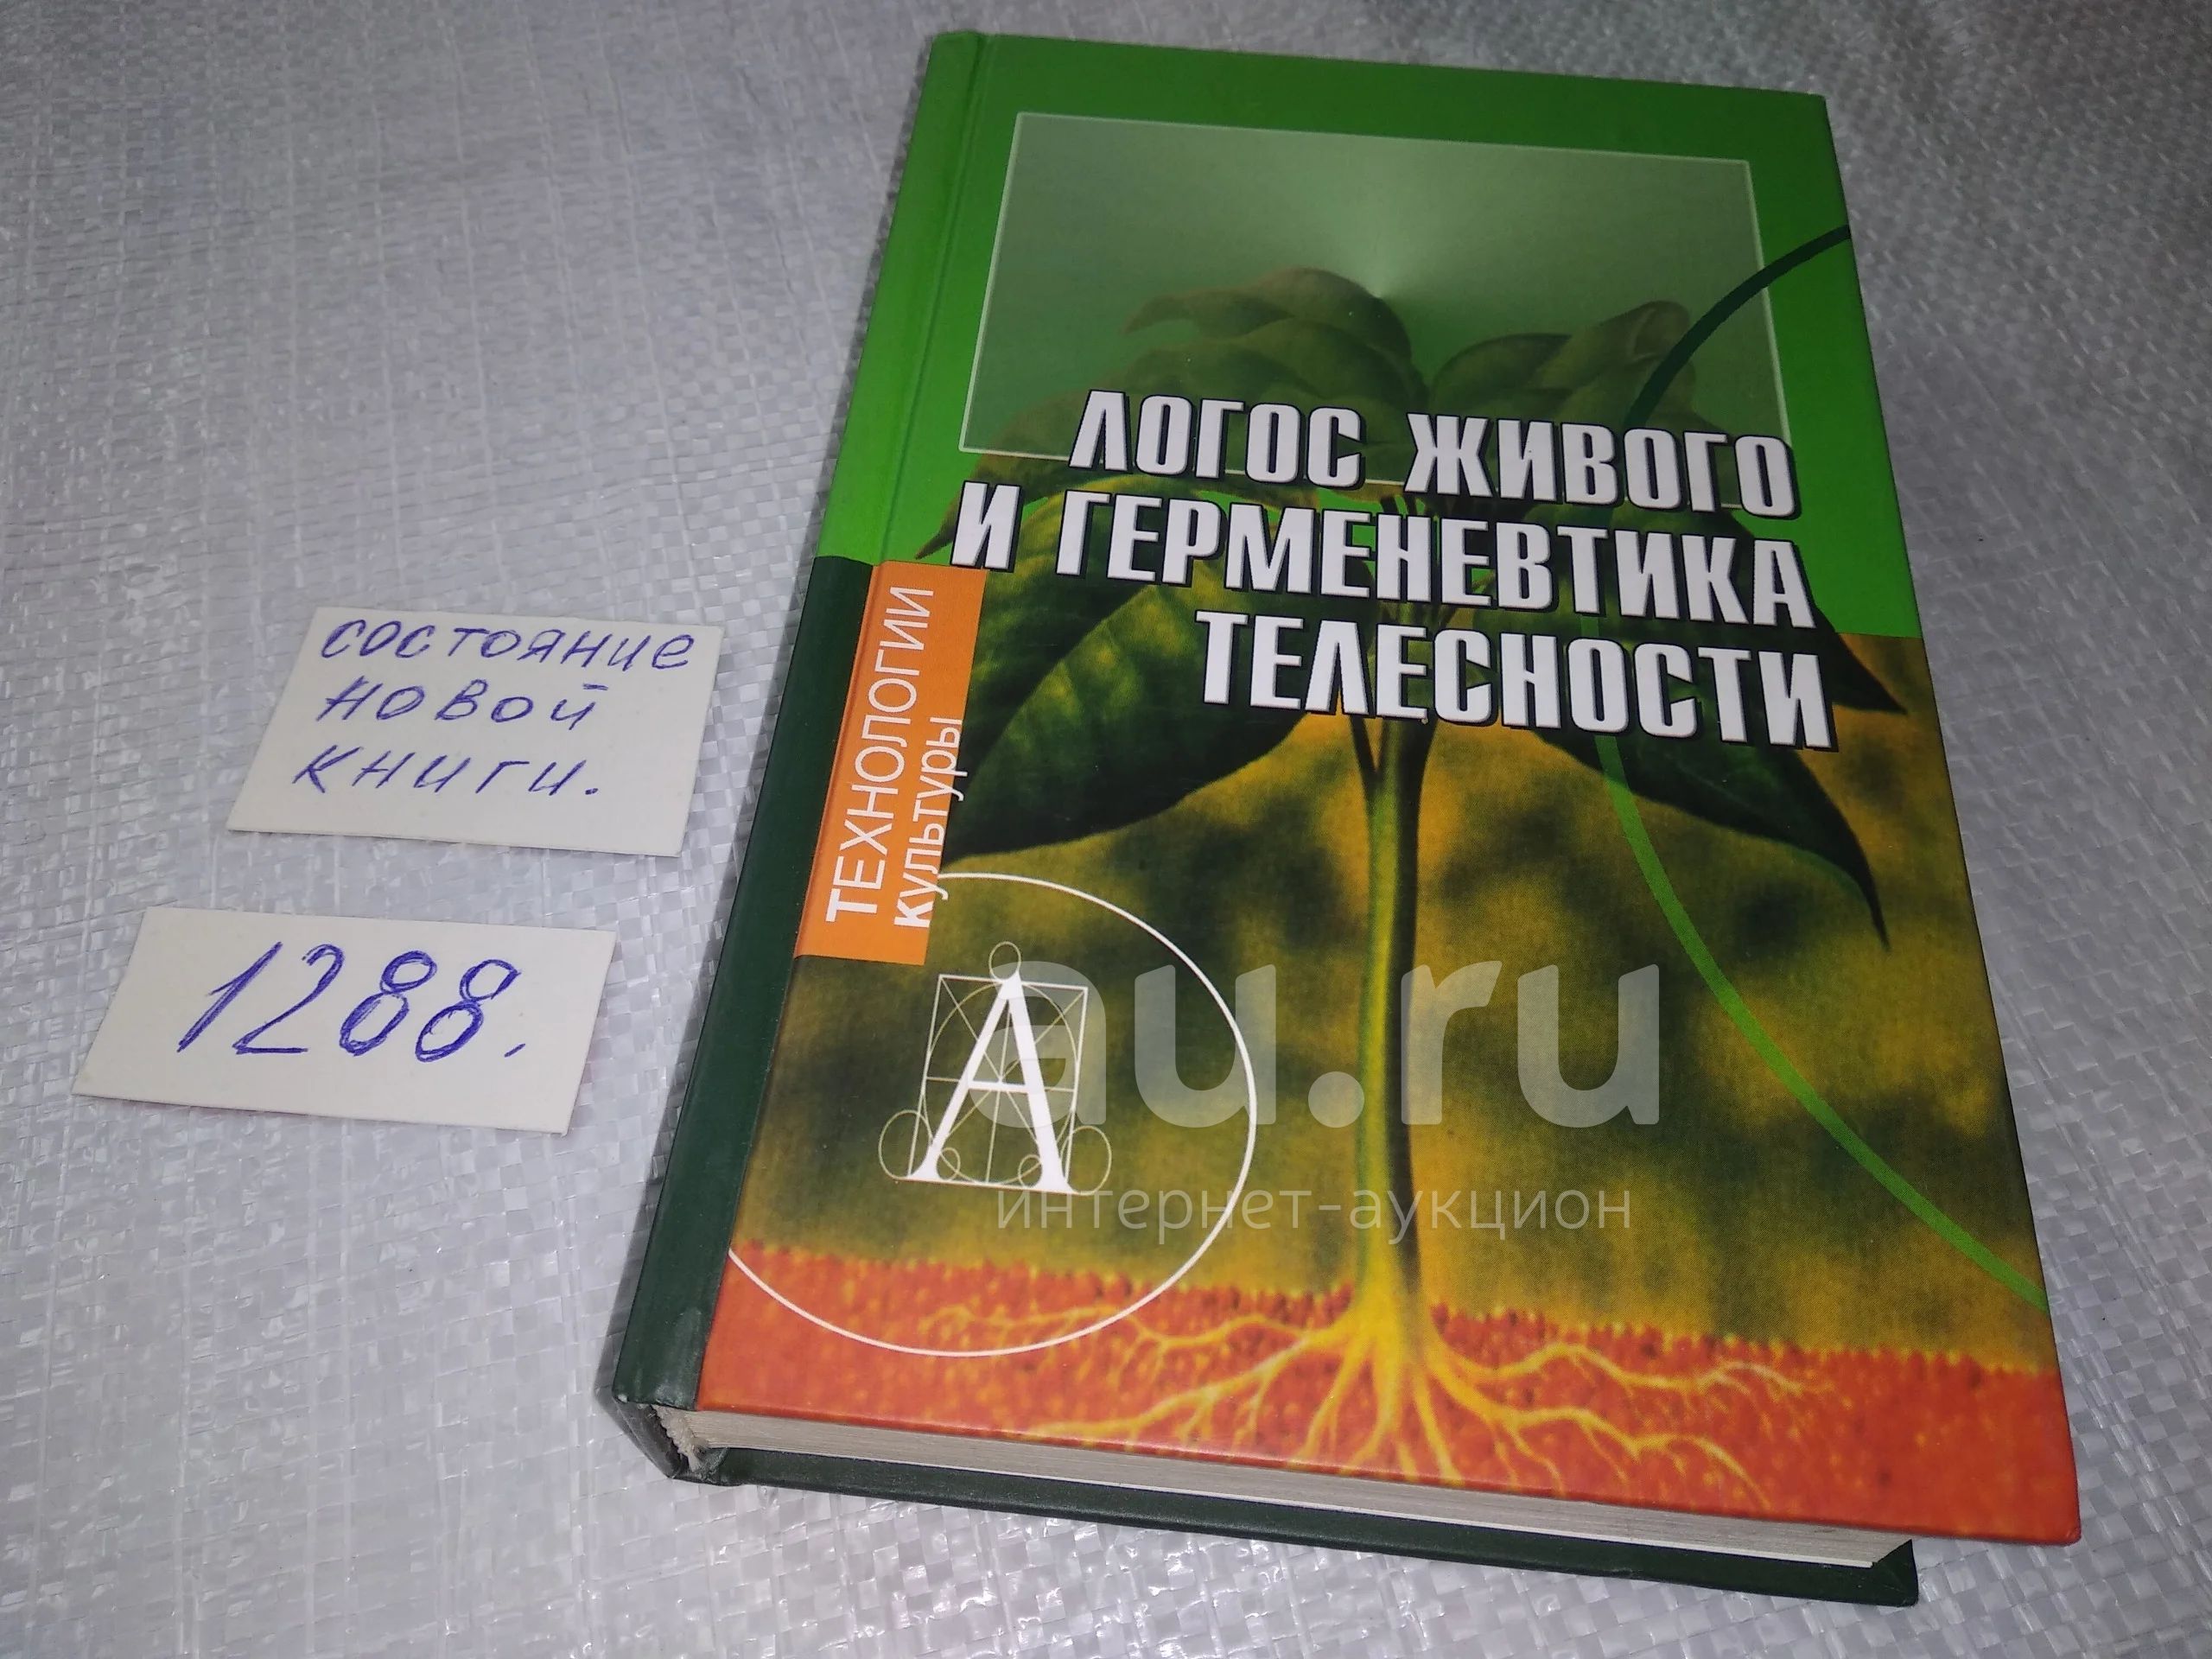 ЛОГОС ЖИВОГО
И ГЕРМЕНЕВТИКА
ТЕЛЕСНОСТИ
ТЕХНОЛОГИИ
культуры
А
состояние
новой
книги.
1288.
au.ru
интернет-аукцион